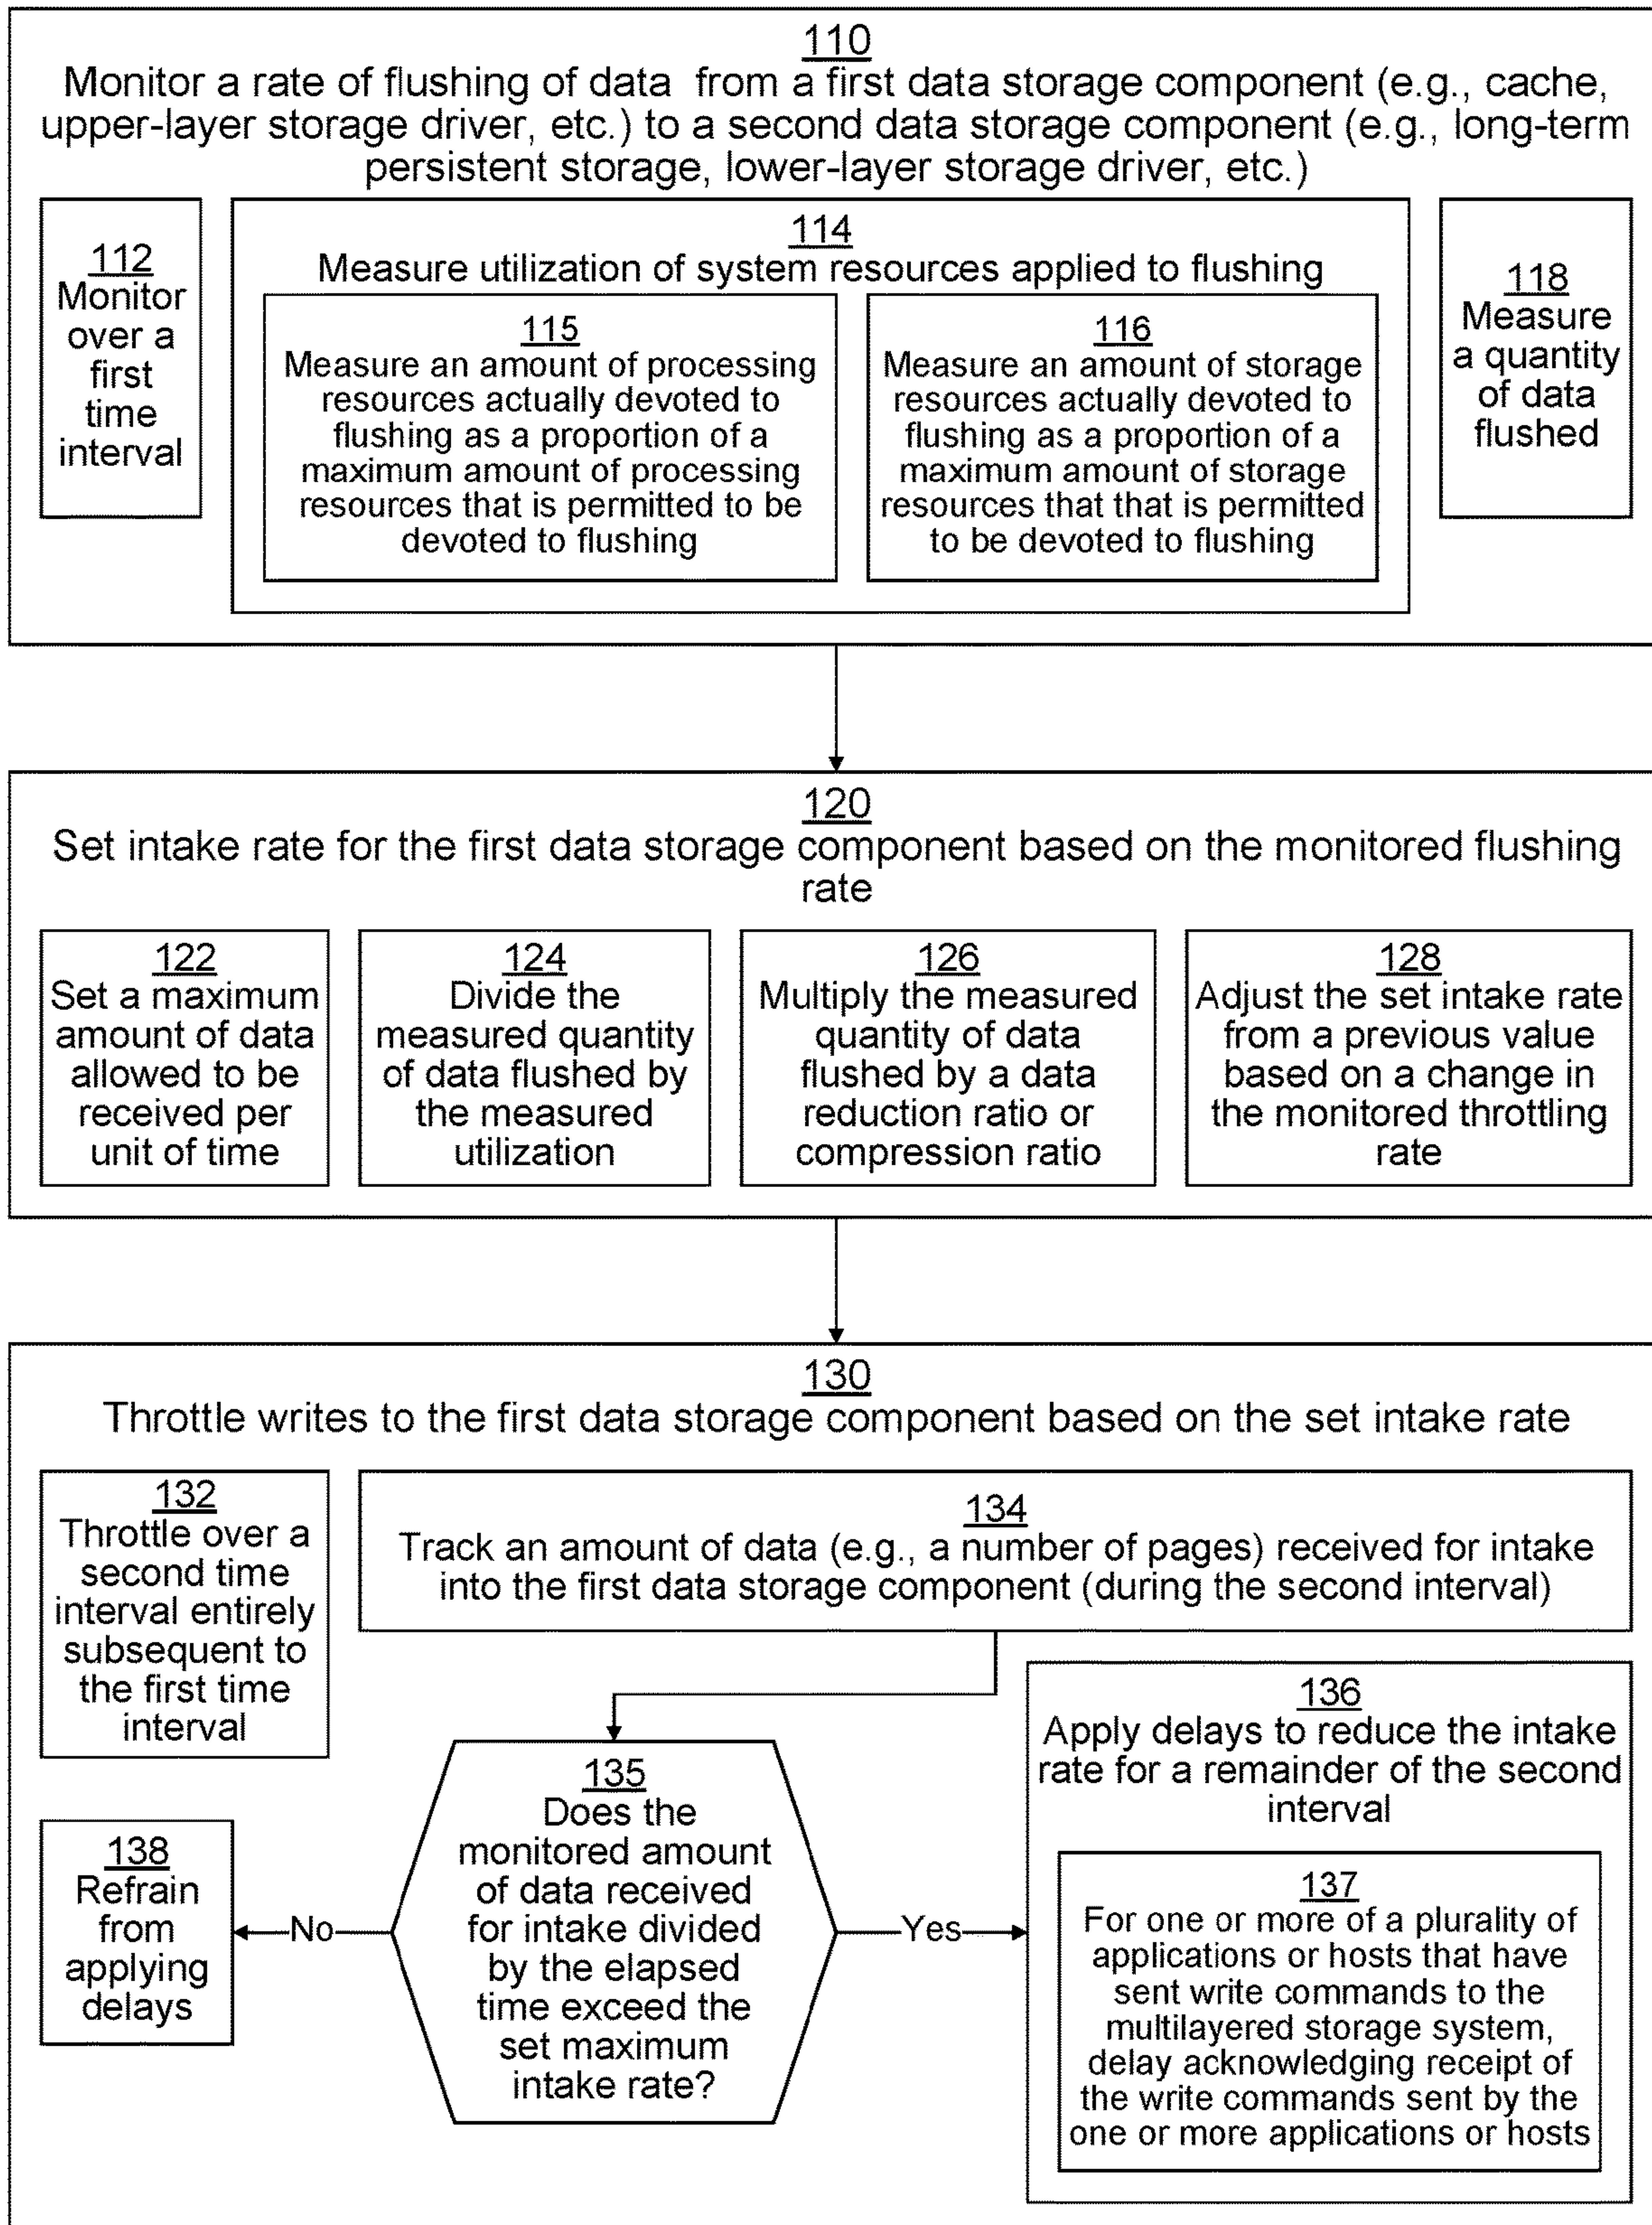 110
Monitor a rate of flushing of data from a first data storage component (e.g., cache,
upper-layer storage driver, etc.) to a second data storage component (e.g., long-term
persistent storage, lower-layer storage driver, etc.)
112
Monitor
over a
first
time
interval
114
Measure utilization of system resources applied to flushing
115
Measure an amount of processing
resources actually devoted to
flushing as a proportion of a
maximum amount of processing
resources that is permitted to be
devoted to flushing
116
Measure an amount of storage
resources actually devoted to
flushing as a proportion of a
maximum amount of storage
resources that that is permitted
to be devoted to flushing
118
Measure
a quantity
of data
flushed
120
Set intake rate for the first data storage component based on the monitored flushing
rate
122
Set a maximum
amount of data
allowed to be
received per
unit of time
124
Divide the
measured quantity
of data flushed by
the measured
utilization
126
Multiply the measured
quantity of data
flushed by a data
reduction ratio or
compression ratio
128
Adjust the set intake rate
from a previous value
based on a change in
the monitored throttling
rate
130
Throttle writes to the first data storage component based on the set intake rate
132
Throttle over a
second time
interval entirely
subsequent to
the first time
interval
134
Track an amount of data (e.g., a number of pages) received for intake
into the first data storage component (during the second interval)
135
Does the
monitored amount
of data received
for intake divided
by the elapsed
time exceed the
set maximum
intake rate?
No
138
Refrain
from
applying
delays
Yes
136
Apply delays to reduce the intake
rate for a remainder of the second
interval
137
For one or more of a plurality of
applications or hosts that have
sent write commands to the
multilayered storage system,
delay acknowledging receipt of
the write commands sent by the
one or more applications or hosts